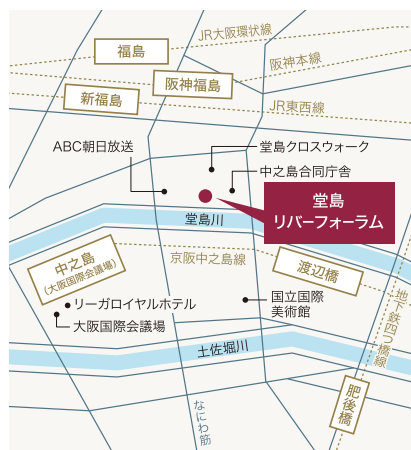 JR大阪環状線
福島
阪神本線
阪神福島
新福島
JR東西線
ABC朝日放送
堂島クロスウォーク
中之島合同庁舎
堂島
リバーフォーラム
堂島川
京阪中之島線
中之島
(大阪国際会議場)
渡辺橋
リーガロイヤルホテル
大阪国際会議場
国立国際
美術館
地下鉄四つ橋線
土佐堀川
肥後橋
なにわ筋